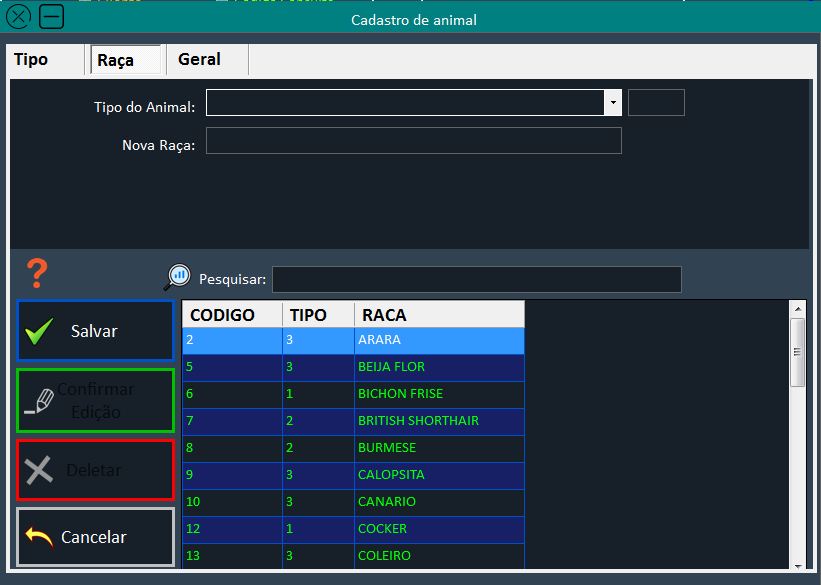 Cadastro de animal
Tipo Raça Geral
Tipo do Animal:
Nova Raça:
? Pesquisar:
Salvar
Confirmar
Edição
Deletar
Cancelar
CODIGO TIPO RACA
2 3 ARARA
5 3 BEIJA FLOR
6 1 BICHON FRISE
7 2 BRITISH SHORTHAIR
8 2 BURMESE
9 3 CALOPSITA
10 3 CANARIO
12 1 COCKER
13 3 COLEIRO